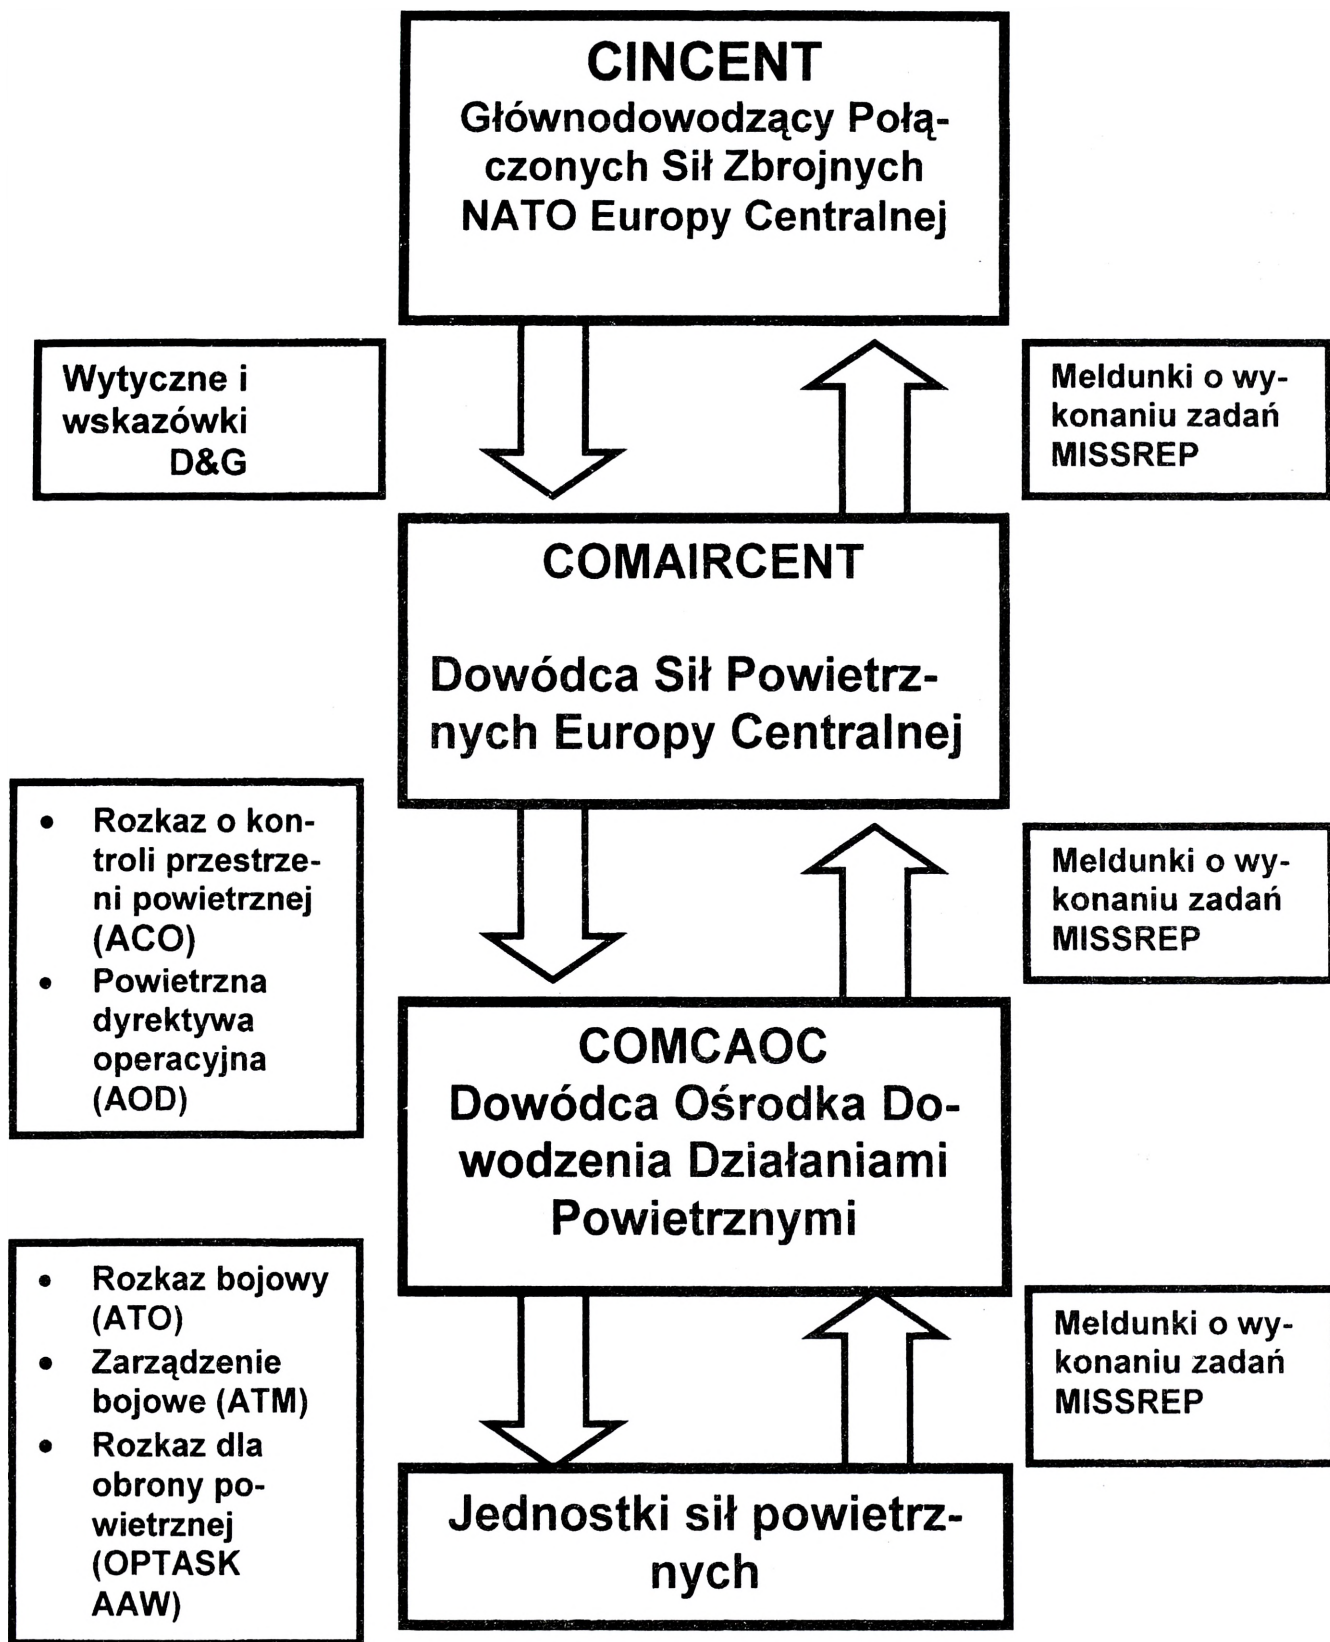 CINCENT
Głównodowodzący Połą-
czonych Sił Zbrojnych
NATO Europy Centralnej
Wytyczne i
wskazówki
D&G
Meldunki o wy-
konaniu zadań
MISSREP
COMAIRCENT
Dowódca Sił Powietrz-
nych Europy Centralnej
• Rozkaz o kon-
troli przestrze-
ni powietrznej
(ACO)
• Powietrzna
dyrektywa
operacyjna
(AOD)
Meldunki o wy-
konaniu zadań
MISSREP
COMCAOC
Dowódca Ośrodka Do-
wodzenia Działaniami
Powietrznymi
• Rozkaz bojowy
(ATO)
• Zarządzenie
bojowe (ATM)
• Rozkaz dla
obrony po-
wietrznej
(OPTASK
AAW)
Meldunki o wy-
konaniu zadań
MISSREP
Jednostki sił powietrz-
nych